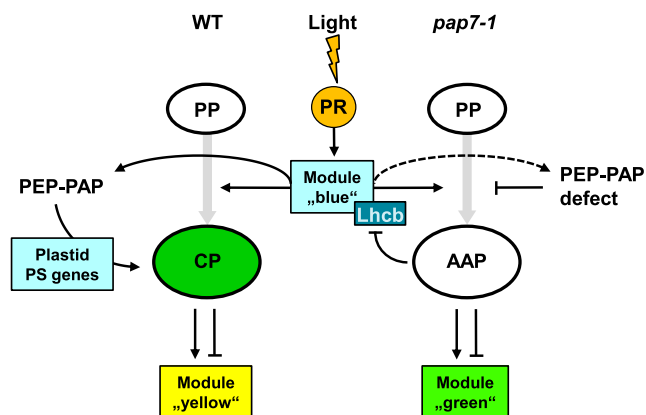 WT
Light
pap7-1
PP
PR
PP
PEP-PAP
Module
„blue“
Lhcb
PEP-PAP
defect
Plastid
PS genes
CP
AAP
Module
„yellow“
Module
„green“